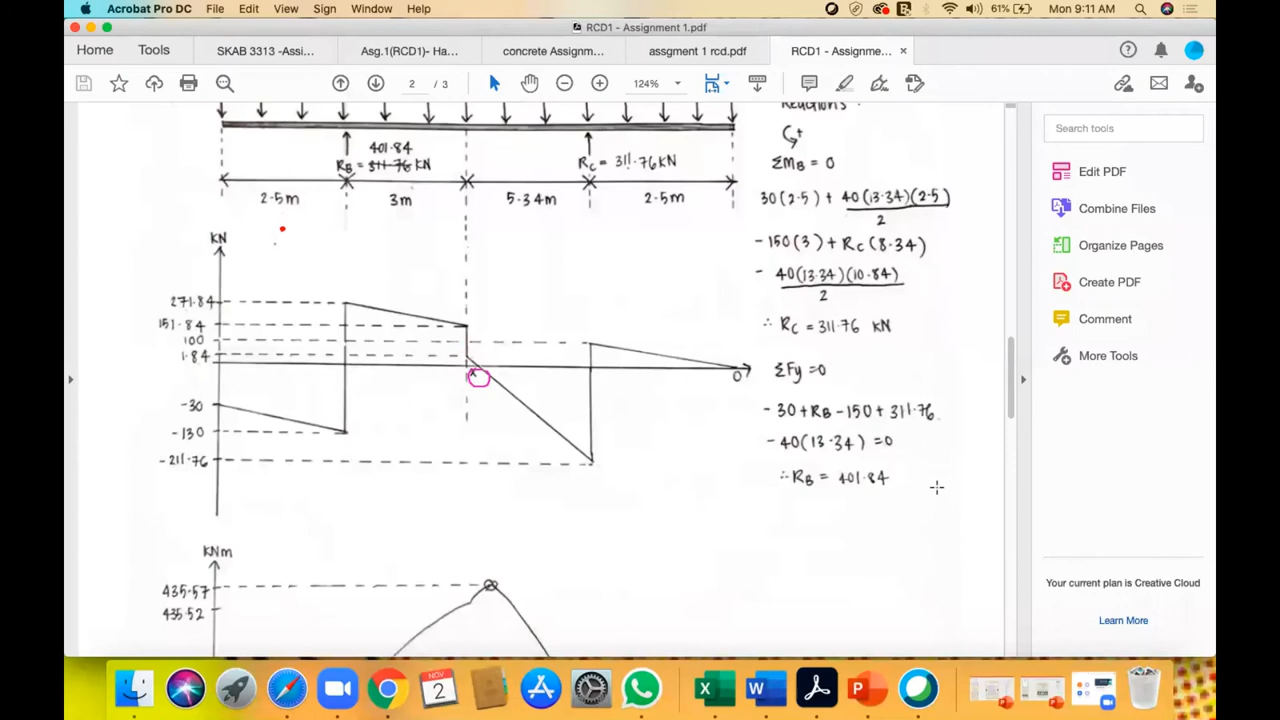 Acrobat Pro DC File Edit View Sign Window Help 61% Mon 9:11 AM
RCD1 - Assignment 1.pdf
Home Tools SKAB 3313 -Assi... Asg.1(RCD1)- Ha... concrete Assignm... assgment 1 rcd.pdf RCD1 - Assignme... ×
2 / 3 124%
Reactions :
401.84
RB = 311.76 KN
RC = 311.76KN
2.5m 3m 5.34m 2.5m
ΣMB = 0
30(2.5) + 40(13.34)(2.5)
2
- 150(3) + RC(8.34)
- 40(13.34)(10.84)
2
∴ RC = 311.76 KN
ΣFy = 0
- 30 + RB - 150 + 311.76
- 40(13.34) = 0
∴ RB = 401.84
KN
271.84
151.84
100
1.84
x
0
-30
-130
-211.76
KNm
435.57
435.52
Search tools
Edit PDF
Combine Files
Organize Pages
Create PDF
Comment
More Tools
Your current plan is Creative Cloud
Learn More
NOV
2